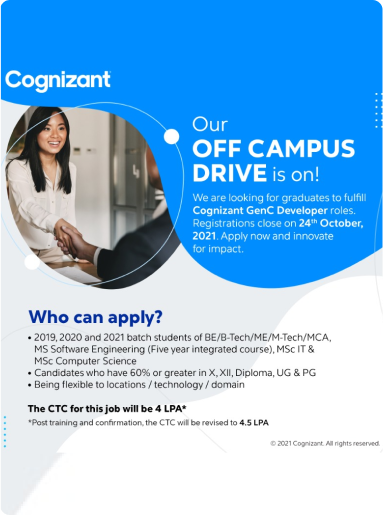 Cognizant
Our
OFF CAMPUS
DRIVE is on!
We are looking for graduates to fulfill
Cognizant GenC Developer roles.
Registrations close on 24th October,
2021. Apply now and innovate
for impact.
Who can apply?
• 2019, 2020 and 2021 batch students of BE/B-Tech/ME/M-Tech/MCA,
MS Software Engineering (Five year integrated course), MSc IT &
MSc Computer Science
• Candidates who have 60% or greater in X, XII, Diploma, UG & PG
• Being flexible to locations / technology / domain
The CTC for this job will be 4 LPA*
*Post training and confirmation, the CTC will be revised to 4.5 LPA
© 2021 Cognizant. All rights reserved.